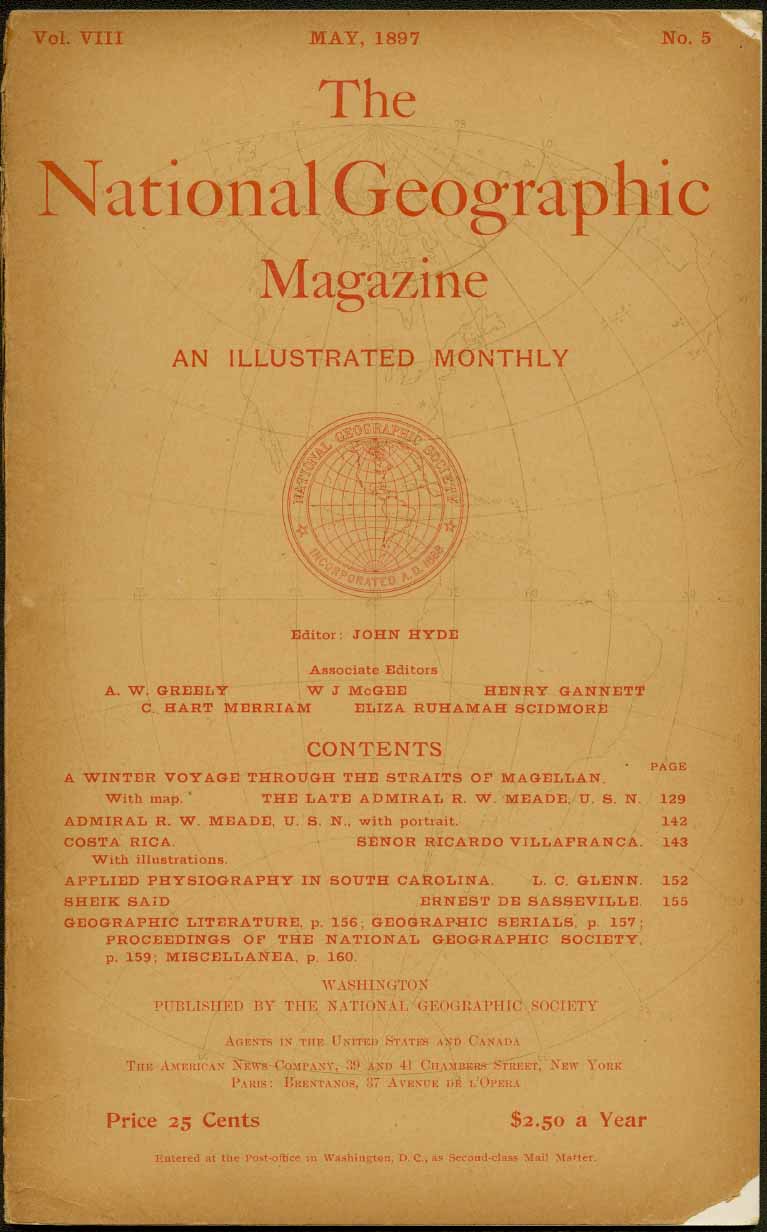 Vol. VIII MAY, 1897 No. 5
The
National Geographic
Magazine
AN ILLUSTRATED MONTHLY
NATIONAL GEOGRAPHIC SOCIETY
INCORPORATED A.D. 1888
Editor: JOHN HYDE
Associate Editors
A. W. GREELY W J McGEE HENRY GANNETT
C. HART MERRIAM ELIZA RUHAMAH SCIDMORE
CONTENTS
PAGE
A WINTER VOYAGE THROUGH THE STRAITS OF MAGELLAN.
With map. THE LATE ADMIRAL R. W. MEADE, U. S. N. 129
ADMIRAL R. W. MEADE, U. S. N., with portrait. 142
COSTA RICA. SEÑOR RICARDO VILLAFRANCA. 143
With illustrations.
APPLIED PHYSIOGRAPHY IN SOUTH CAROLINA. L. C. GLENN. 152
SHEIK SAID ERNEST DE SASSEVILLE. 155
GEOGRAPHIC LITERATURE, p. 156; GEOGRAPHIC SERIALS, p. 157;
PROCEEDINGS OF THE NATIONAL GEOGRAPHIC SOCIETY,
p. 159; MISCELLANEA, p. 160.
WASHINGTON
PUBLISHED BY THE NATIONAL GEOGRAPHIC SOCIETY
AGENTS IN THE UNITED STATES AND CANADA
THE AMERICAN NEWS COMPANY, 39 AND 41 CHAMBERS STREET, NEW YORK
PARIS: BRENTANOS, 37 AVENUE DE L'OPERA
Price 25 Cents $2.50 a Year
Entered at the Post-office in Washington, D. C., as Second-class Mail Matter.